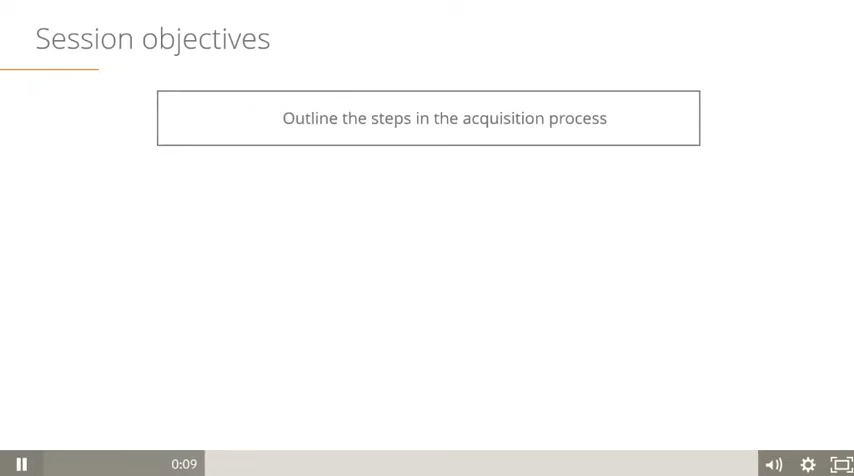 Session objectives
Outline the steps in the acquisition process
0:09